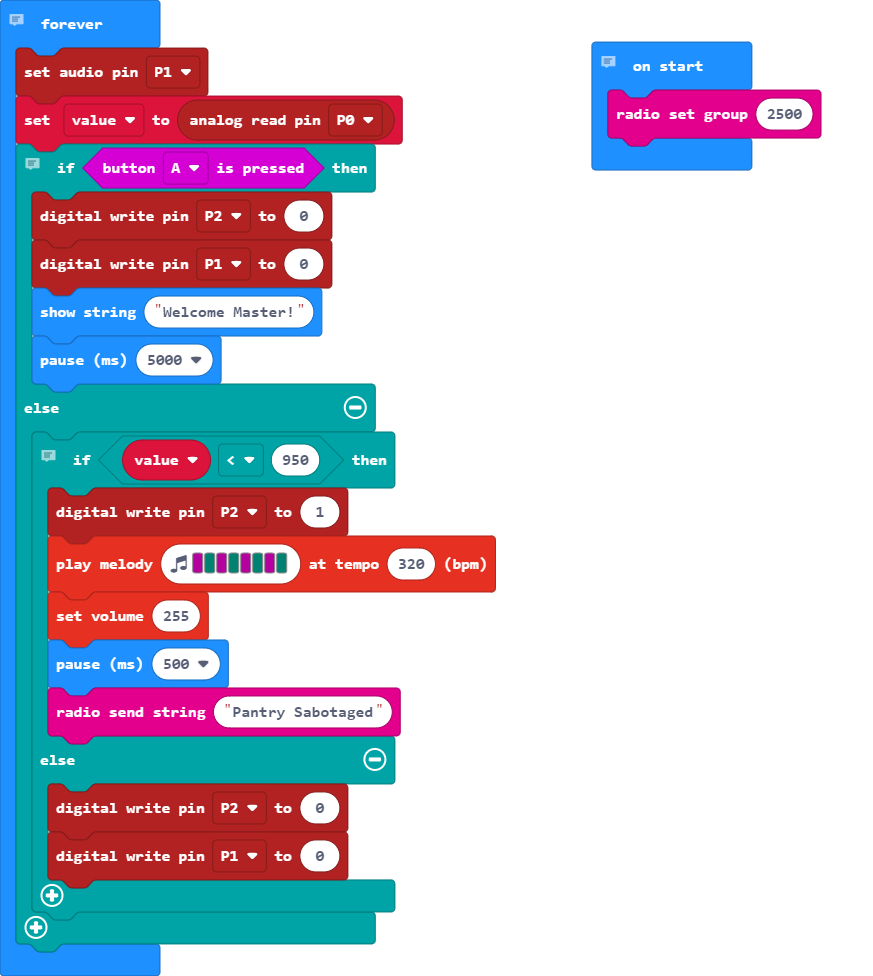 forever
set audio pin P1
set value to analog read pin P0
if button A is pressed then
digital write pin P2 to 0
digital write pin P1 to 0
show string "Welcome Master!"
pause (ms) 5000
else
if value < 950 then
digital write pin P2 to 1
play melody at tempo 320 (bpm)
set volume 255
pause (ms) 500
radio send string "Pantry Sabotaged"
else
digital write pin P2 to 0
digital write pin P1 to 0
on start
radio set group 2500